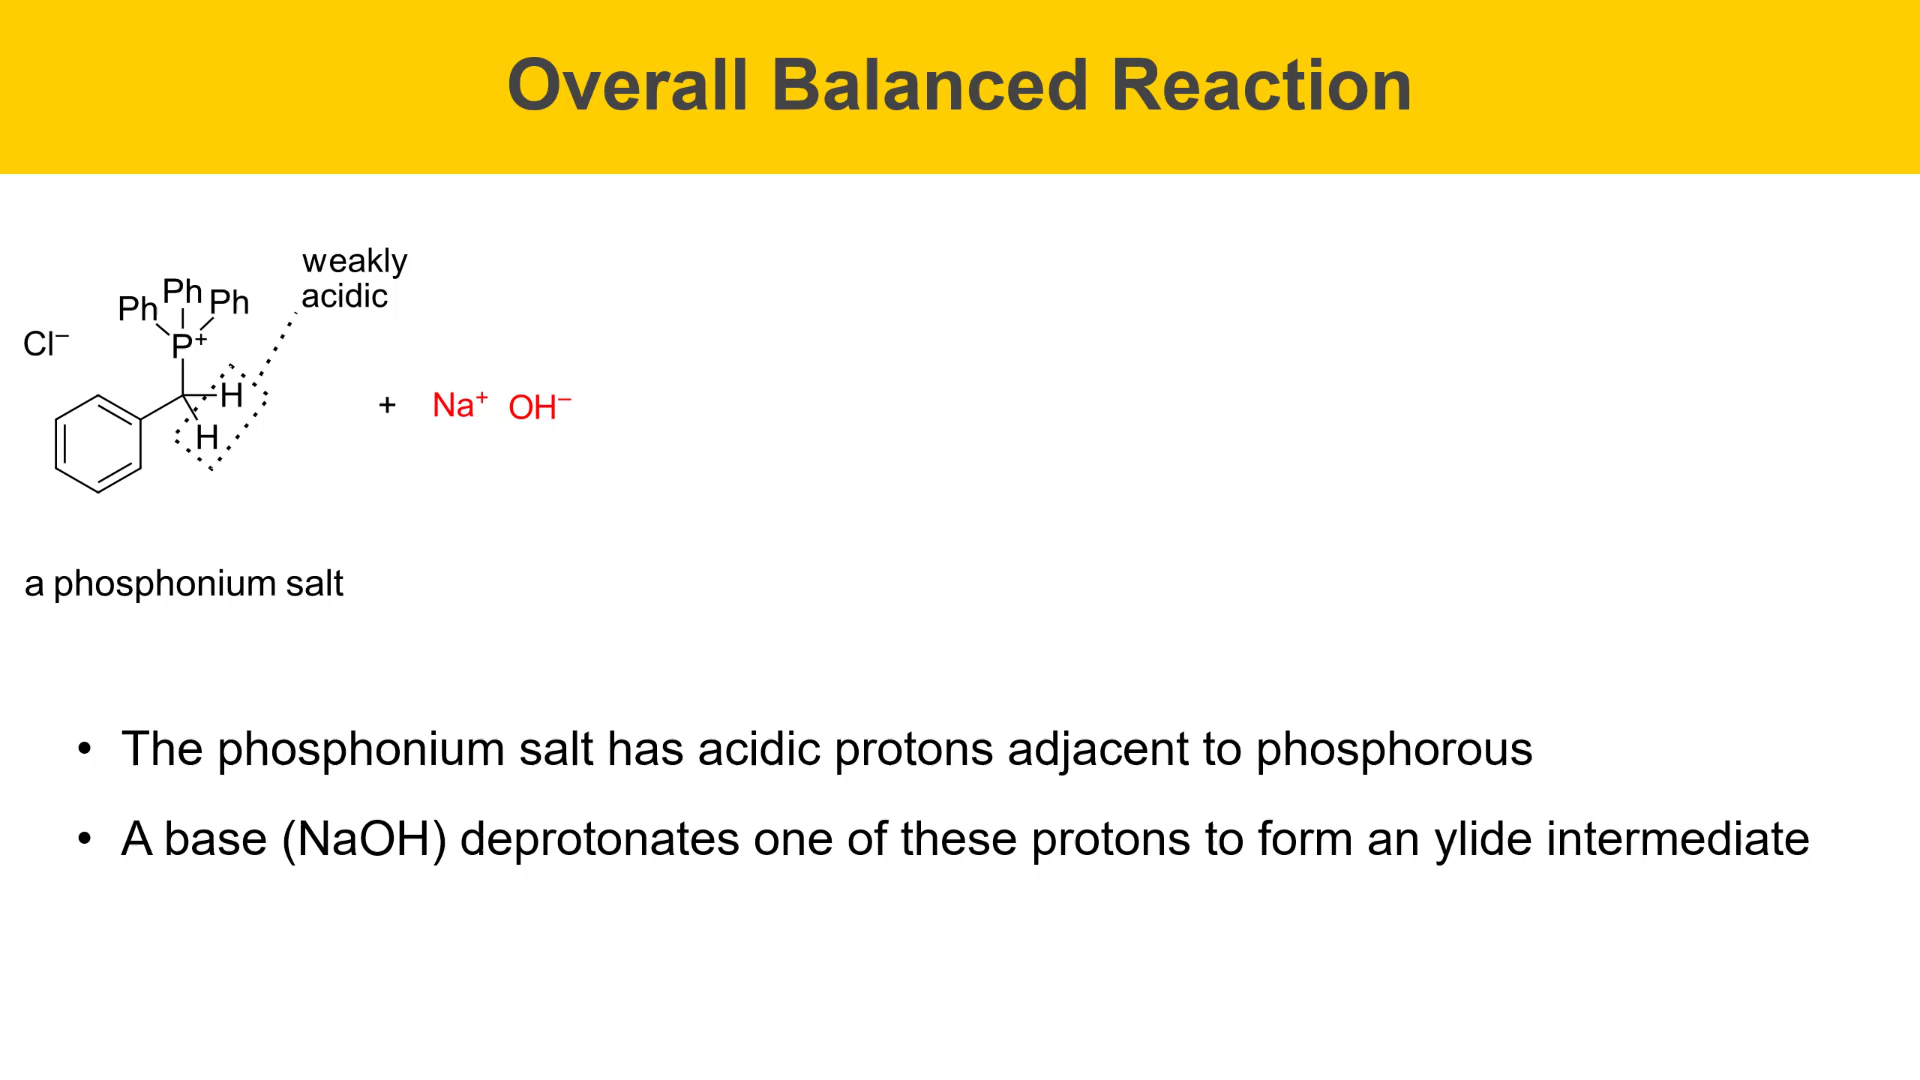 Overall Balanced Reaction
weakly
acidic
Ph Ph Ph
Cl⁻
P⁺
H
H
+ Na⁺ OH⁻
a phosphonium salt
• The phosphonium salt has acidic protons adjacent to phosphorous
• A base (NaOH) deprotonates one of these protons to form an ylide intermediate